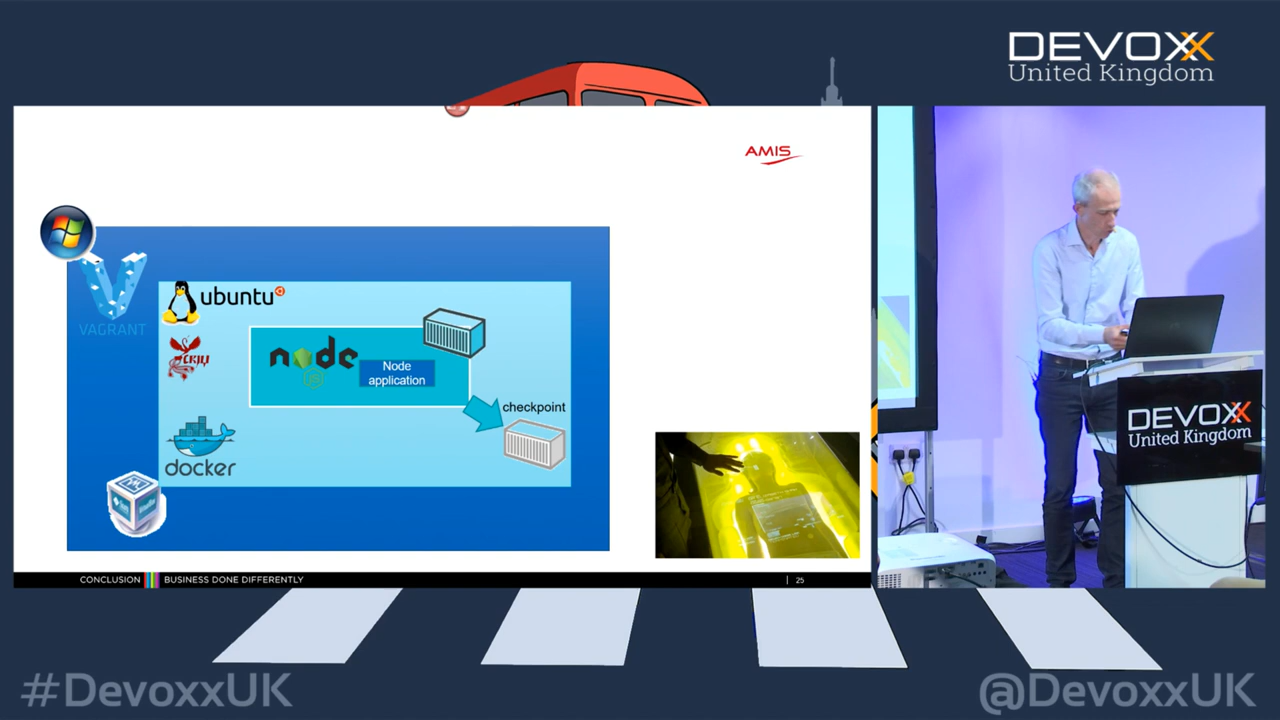 DEVOXX
United Kingdom
AMIS
VAGRANT
ubuntu
node
JS
Node
application
checkpoint
docker
CONCLUSION BUSINESS DONE DIFFERENTLY
25
DEVOXX
United Kingdom
#DevoxxUK
@DevoxxUK